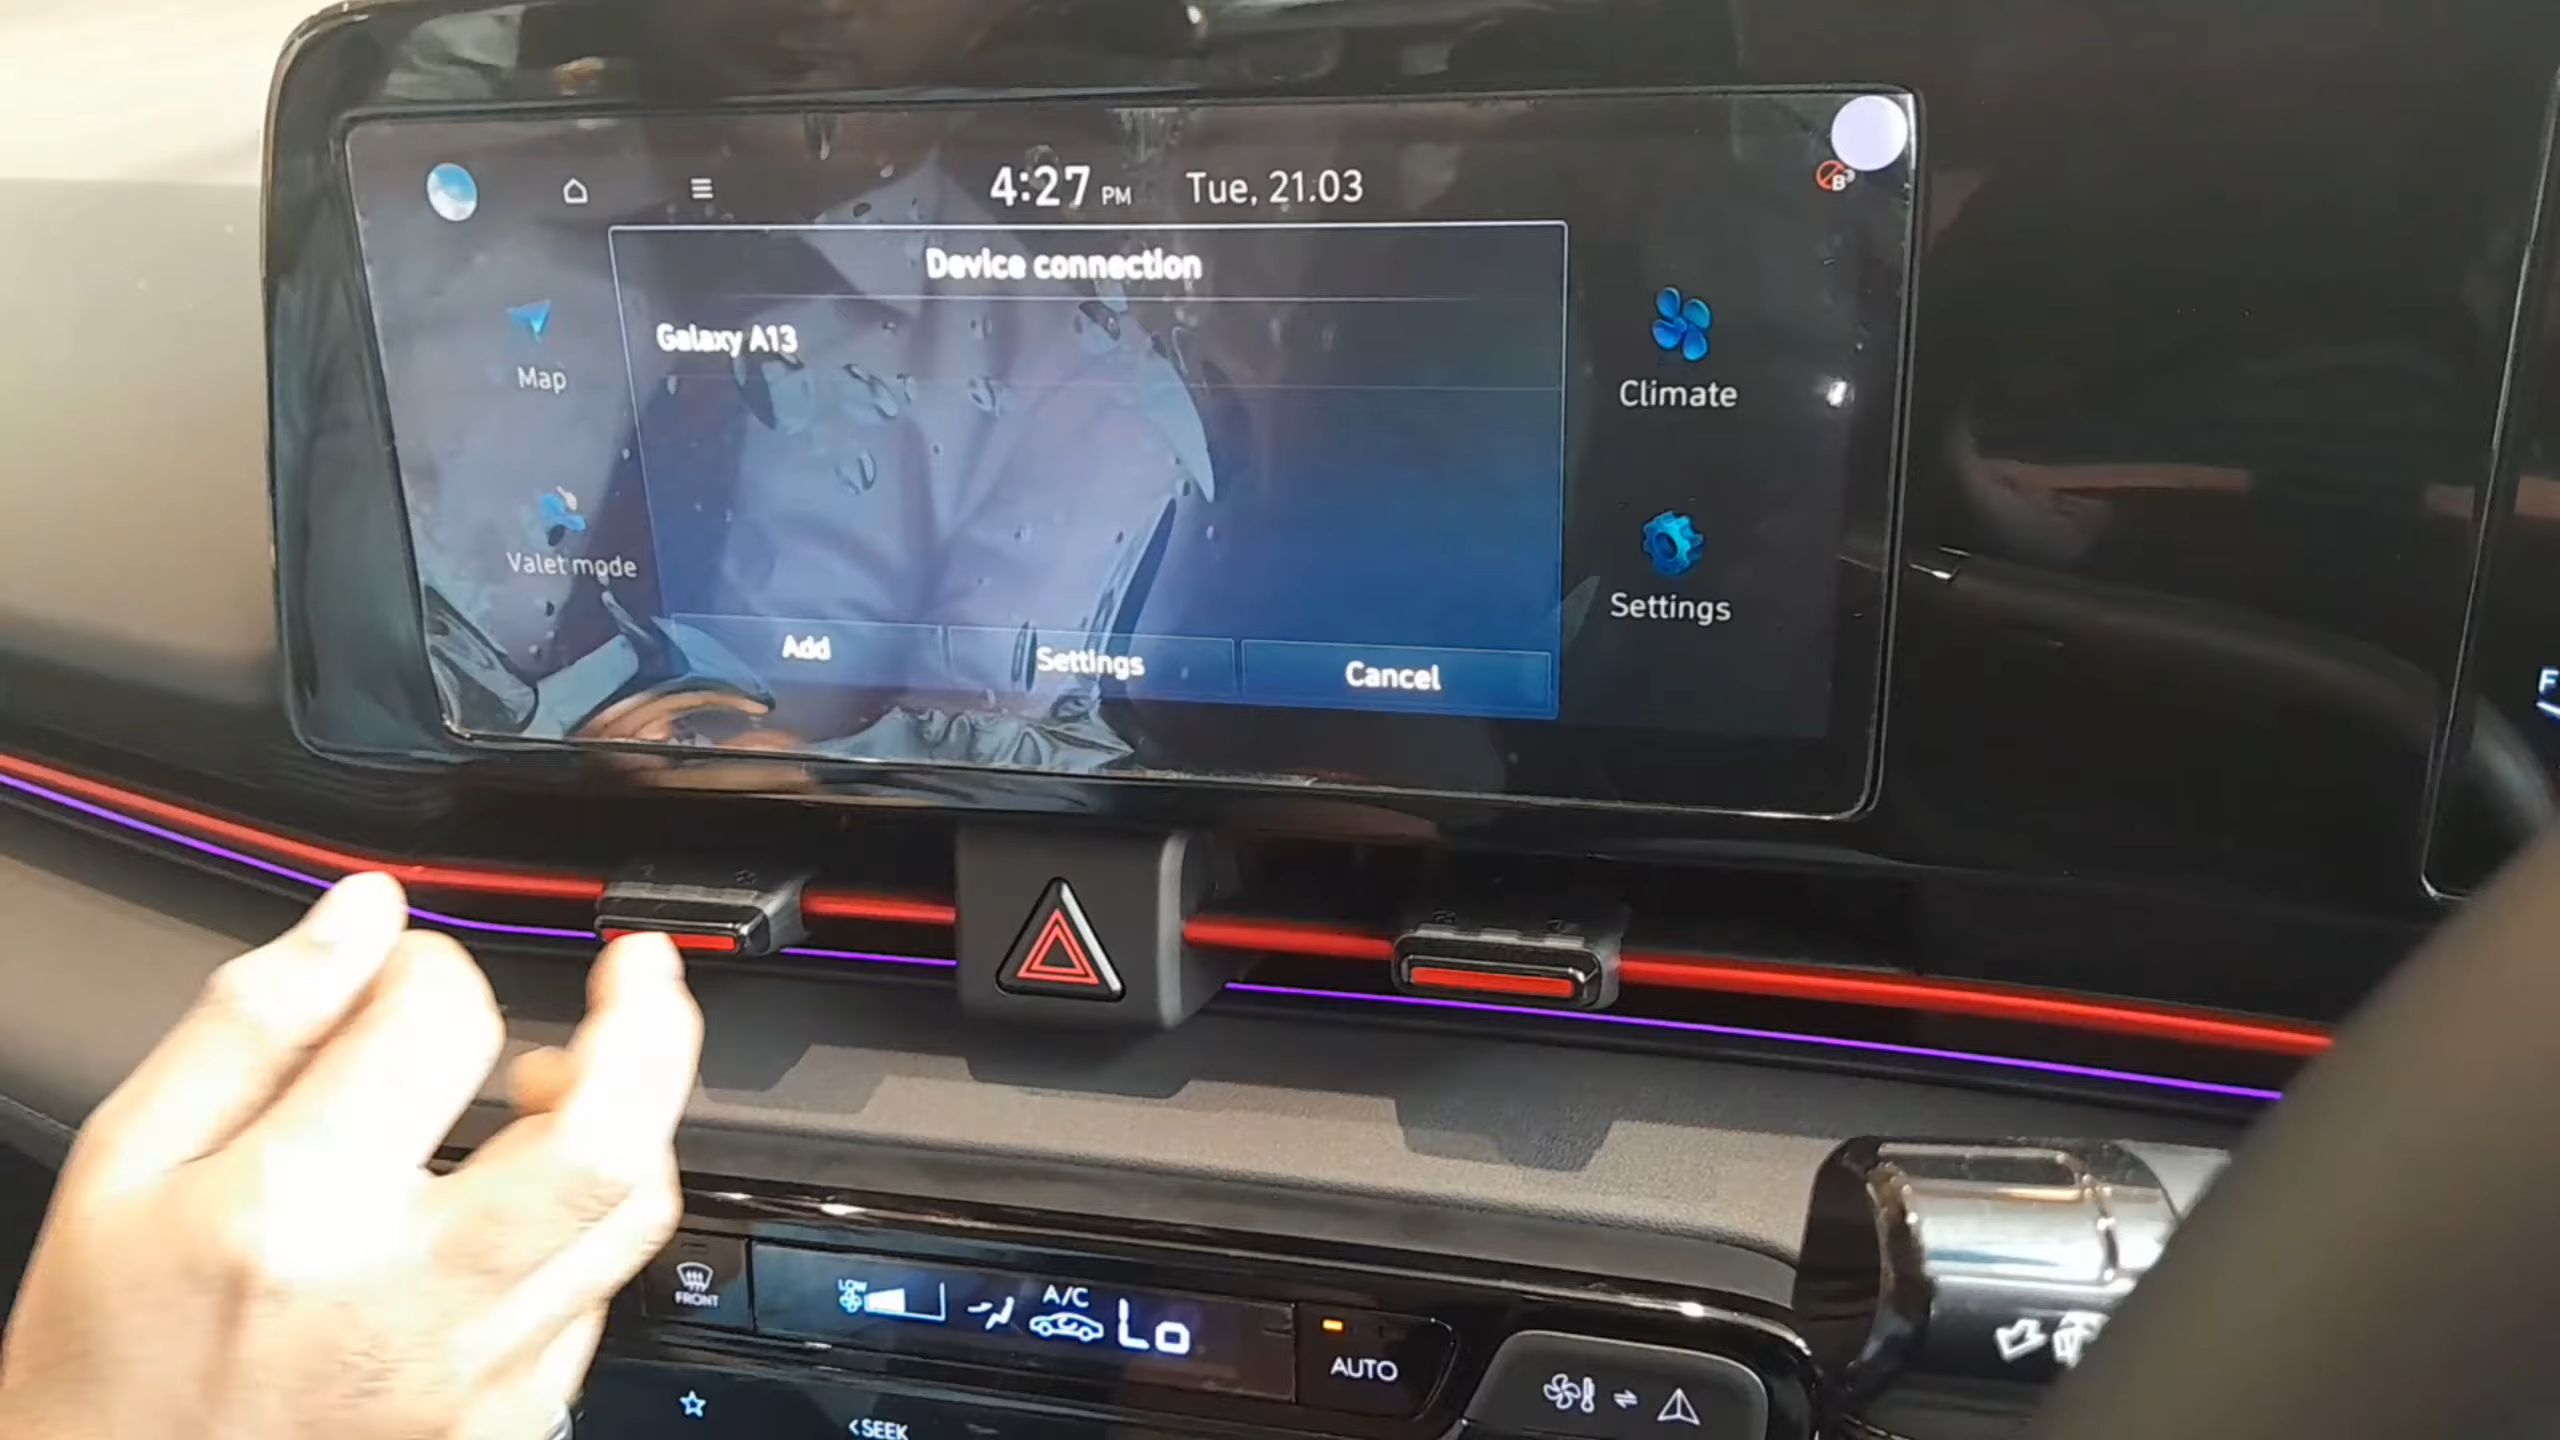 4:27 PM Tue, 21.03
Device connection
Galaxy A13
Map
Climate
Valet mode
Settings
Add Settings Cancel
F
FRONT
LOW
A/C
Lo
AUTO
<SEEK